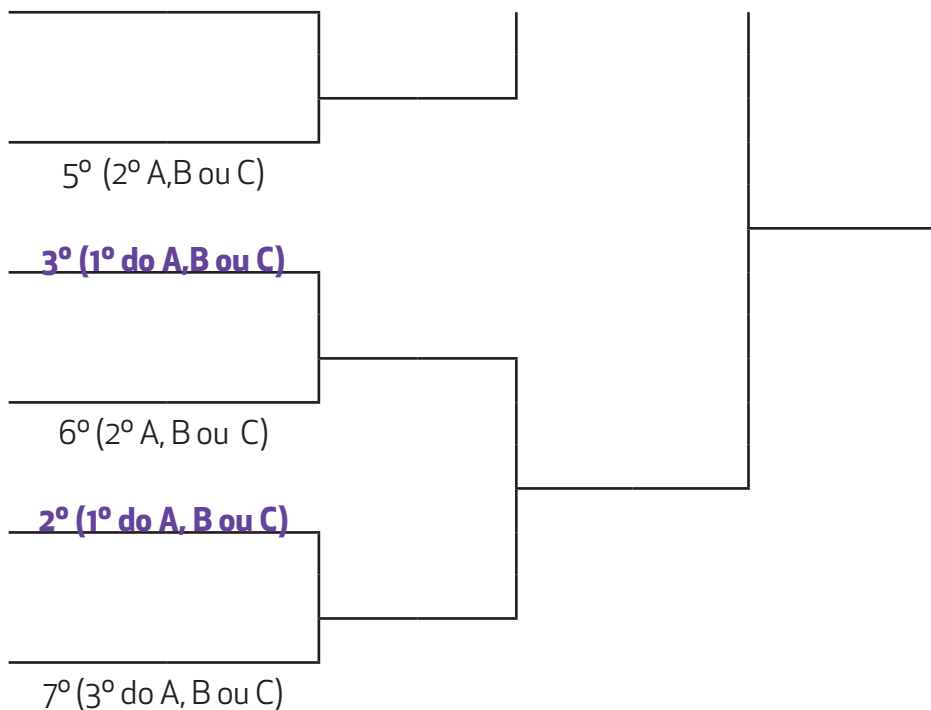 5º (2º A,B ou C)
3º (1º do A,B ou C)
6º (2º A, B ou C)
2º (1º do A, B ou C)
7º (3º do A, B ou C)